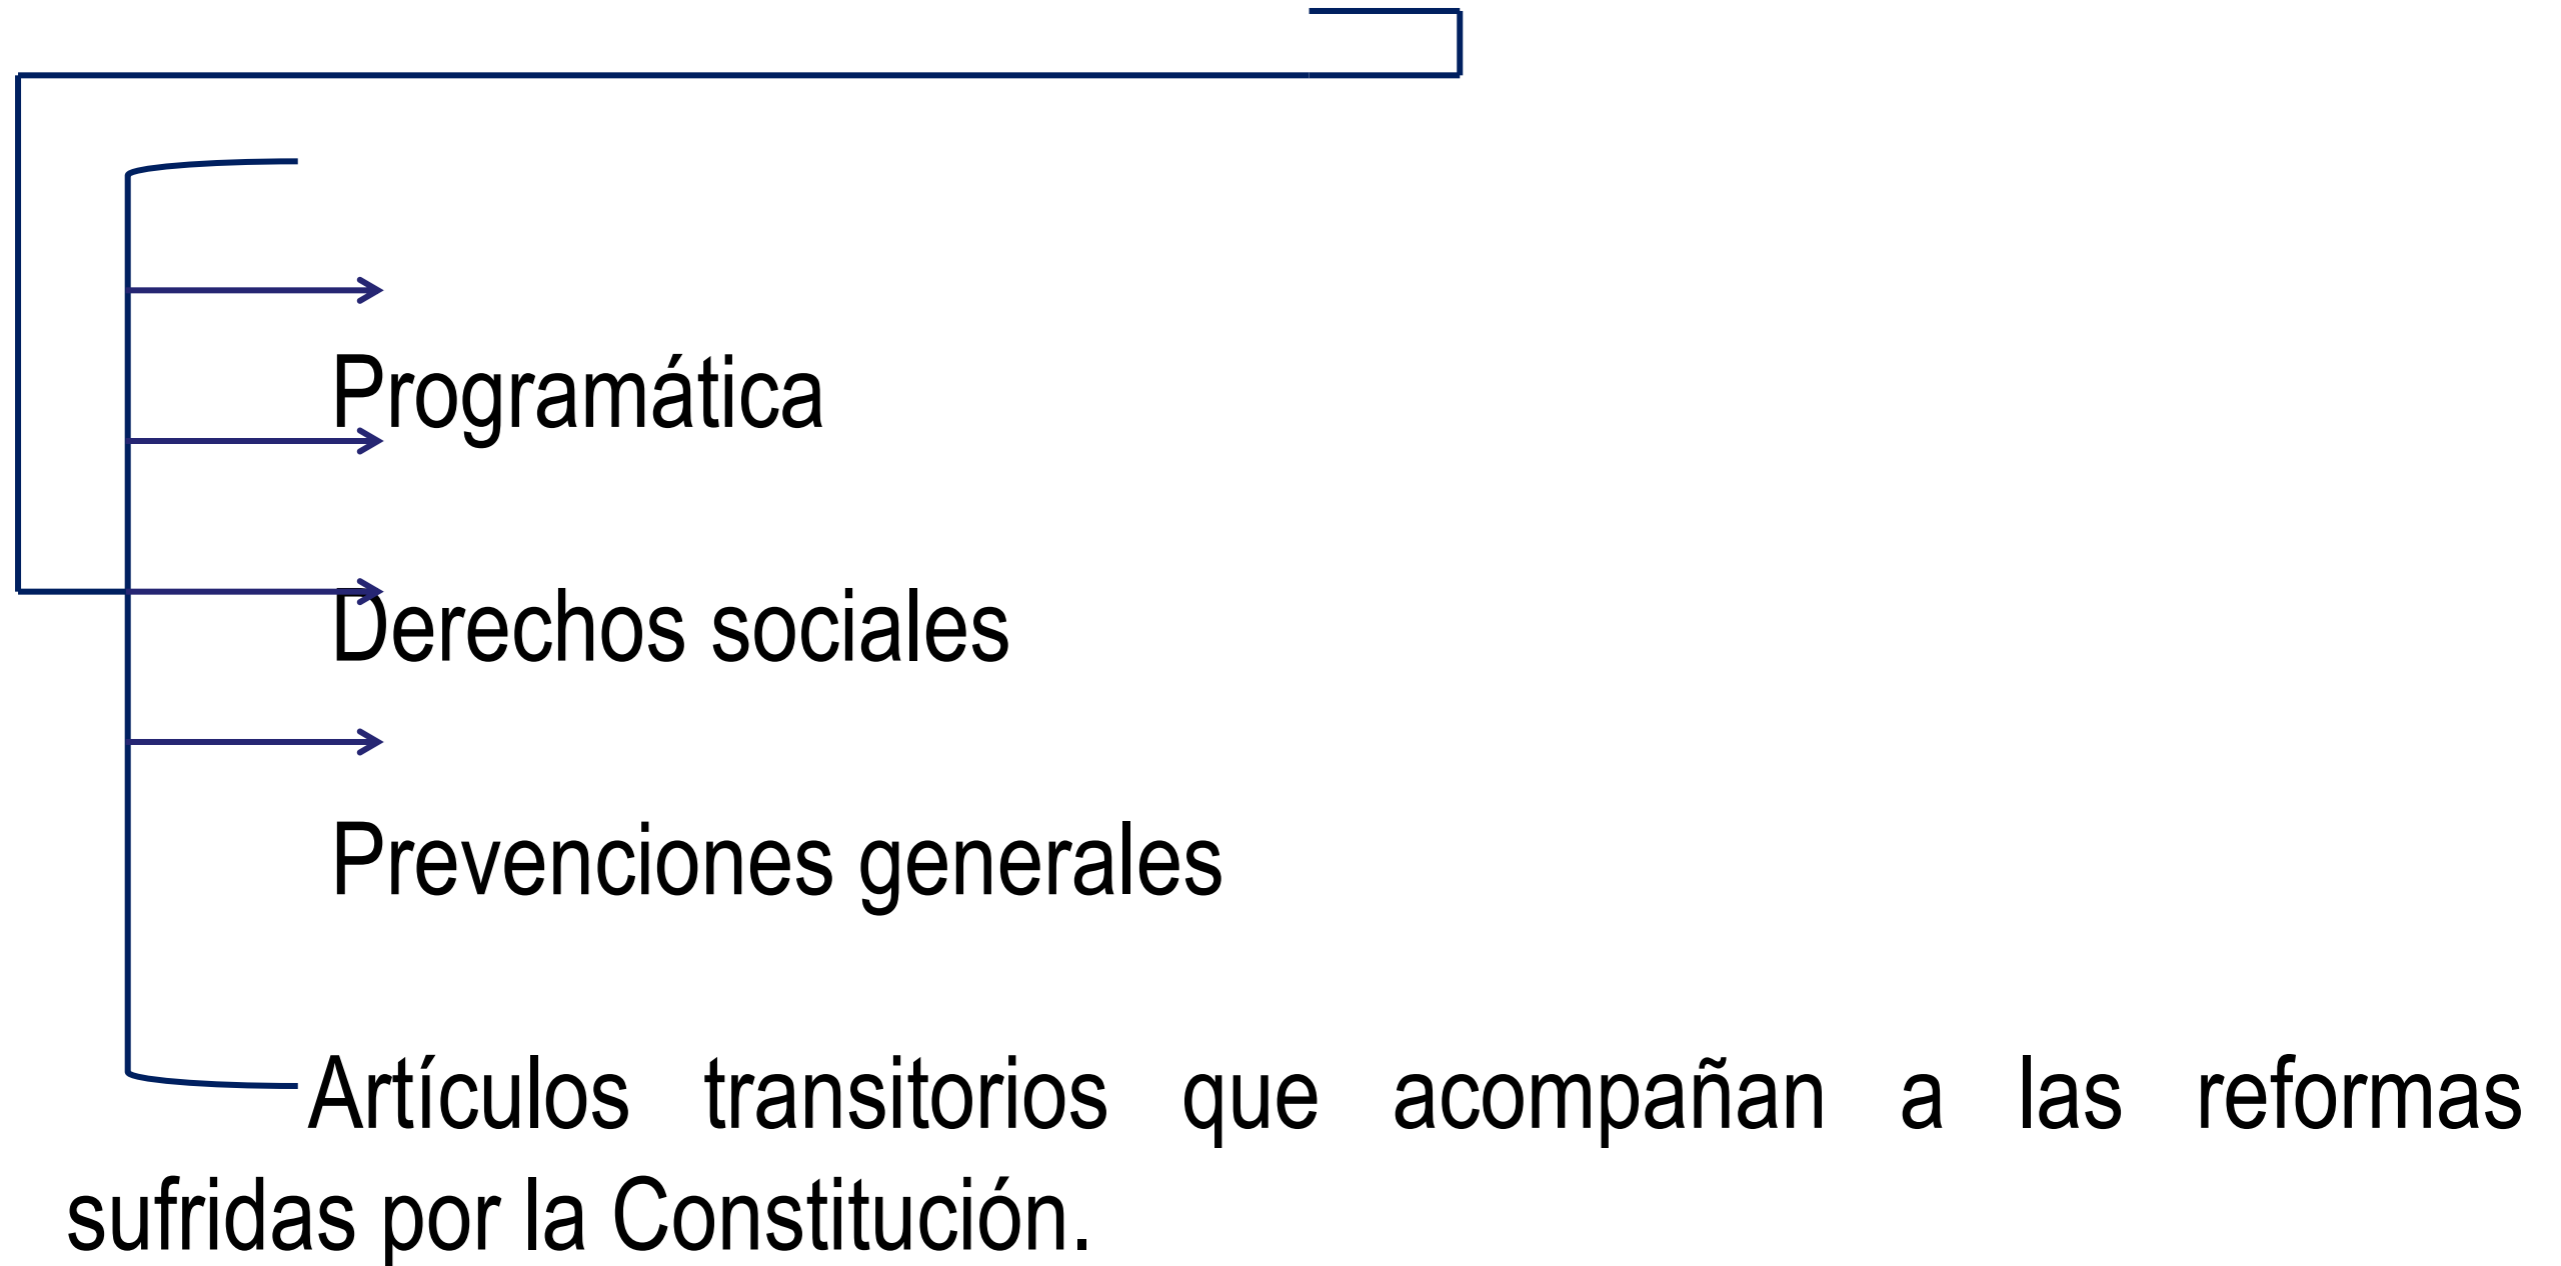 Programática
Derechos sociales
Prevenciones generales
Artículos transitorios que acompañan a las reformas
sufridas por la Constitución.